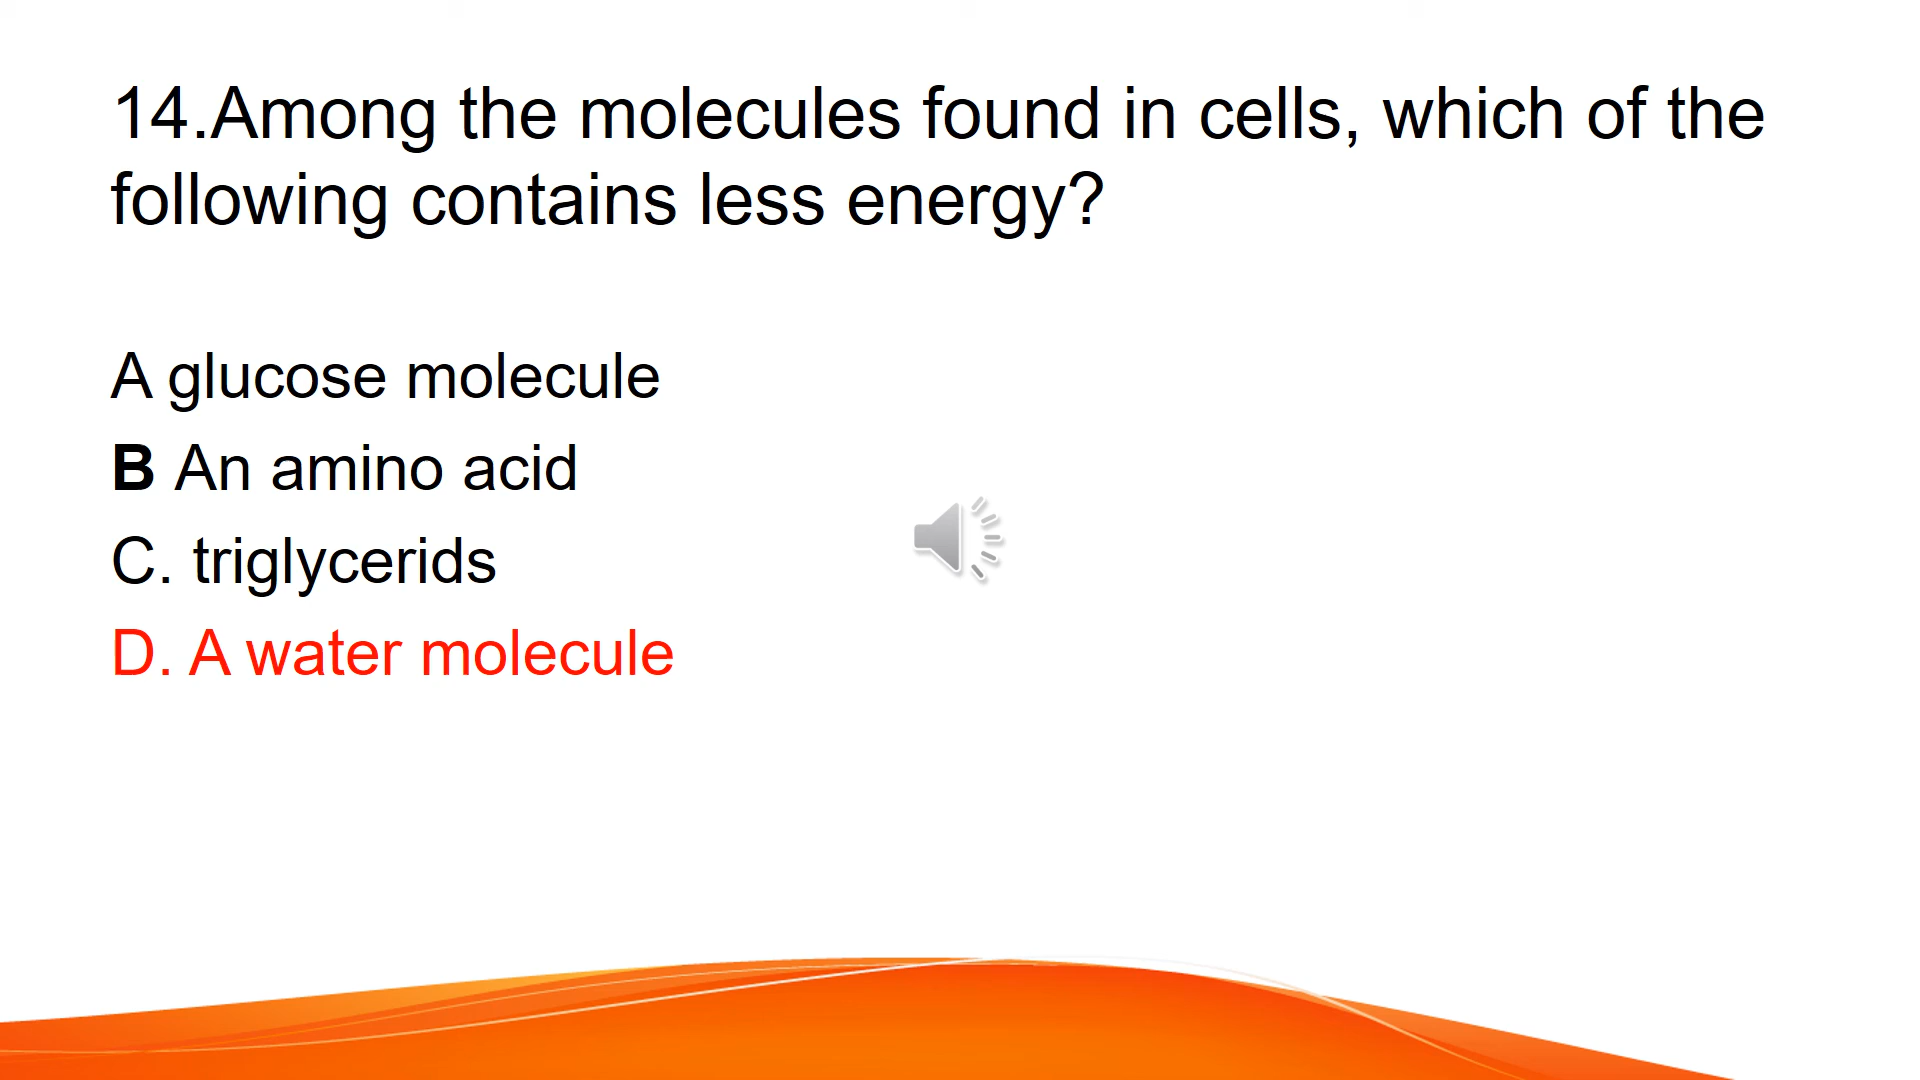 14.Among the molecules found in cells, which of the
following contains less energy?
A glucose molecule
B An amino acid
C. triglycerids
D. A water molecule